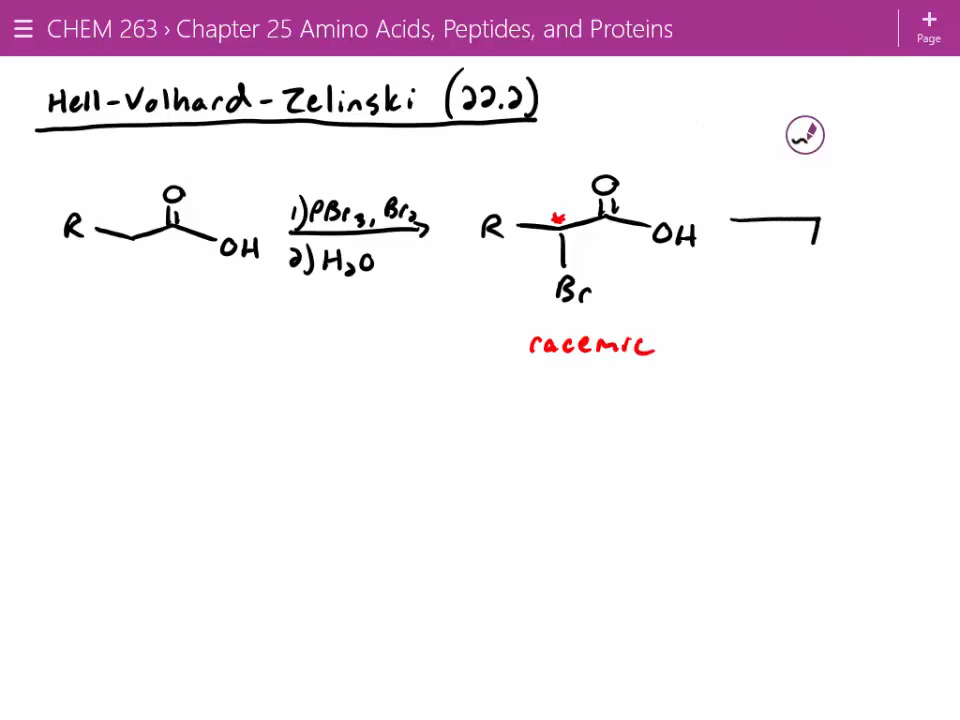 ☰ CHEM 263 › Chapter 25 Amino Acids, Peptides, and Proteins
+ Page
Hell-Volhard-Zelinski (22.2)
R O OH
1) PBr3, Br2
2) H2O
R * O OH
Br
racemic